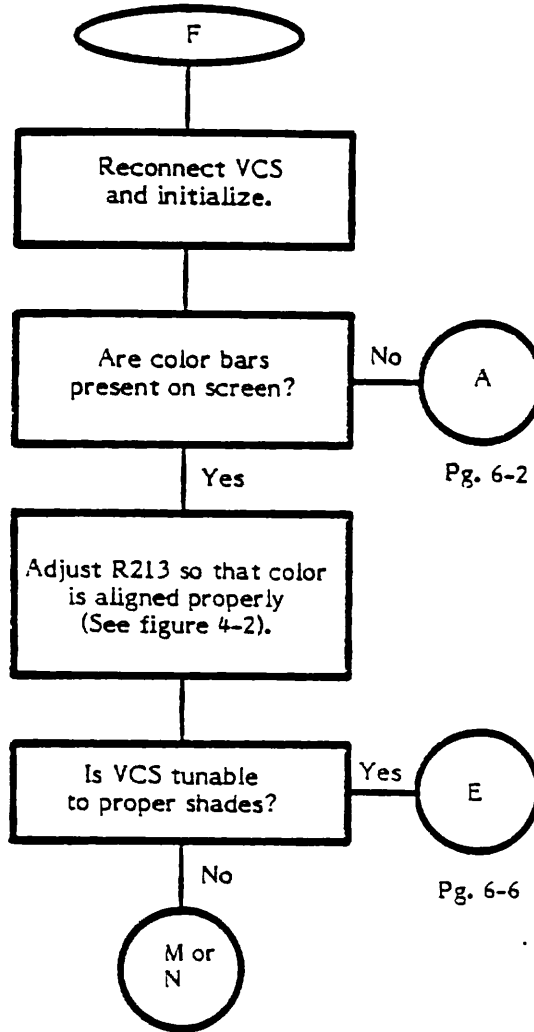 F
Reconnect VCS
and initialize.
Are color bars
present on screen?
No
A
Pg. 6-2
Yes
Adjust R213 so that color
is aligned properly
(See figure 4-2).
Is VCS tunable
to proper shades?
Yes
E
Pg. 6-6
No
M or
N